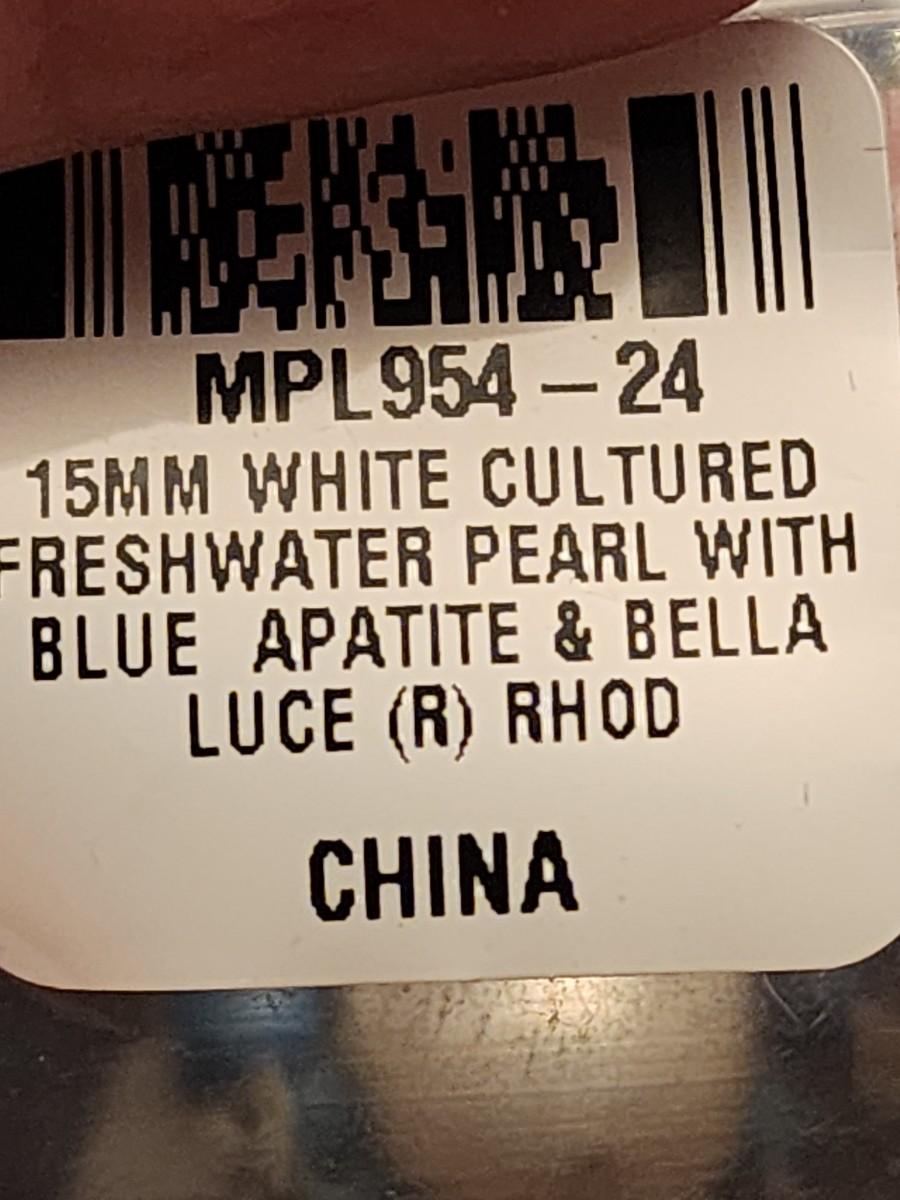 MPL954-24
15MM WHITE CULTURED
FRESHWATER PEARL WITH
BLUE APATITE & BELLA
LUCE (R) RHOD
CHINA